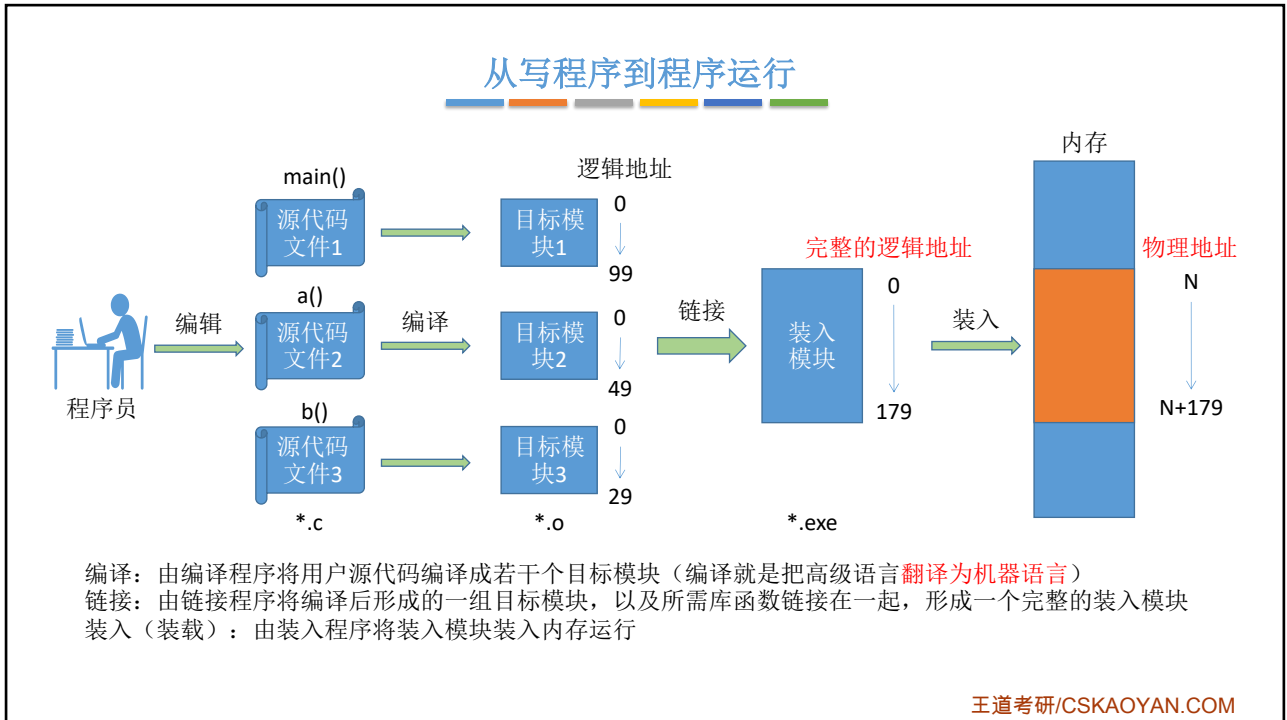 从写程序到程序运行
内存
main()
逻辑地址
源代码
文件1
目标模
块1
0
99
完整的逻辑地址
物理地址
程序员
编辑
a()
源代码
文件2
编译
目标模
块2
0
49
链接
装入
模块
0
179
装入
N
N+179
b()
源代码
文件3
目标模
块3
0
29
*.c
*.o
*.exe
编译：由编译程序将用户源代码编译成若干个目标模块（编译就是把高级语言翻译为机器语言）
链接：由链接程序将编译后形成的一组目标模块，以及所需库函数链接在一起，形成一个完整的装入模块
装入（装载）：由装入程序将装入模块装入内存运行
王道考研/CSKAOYAN.COM